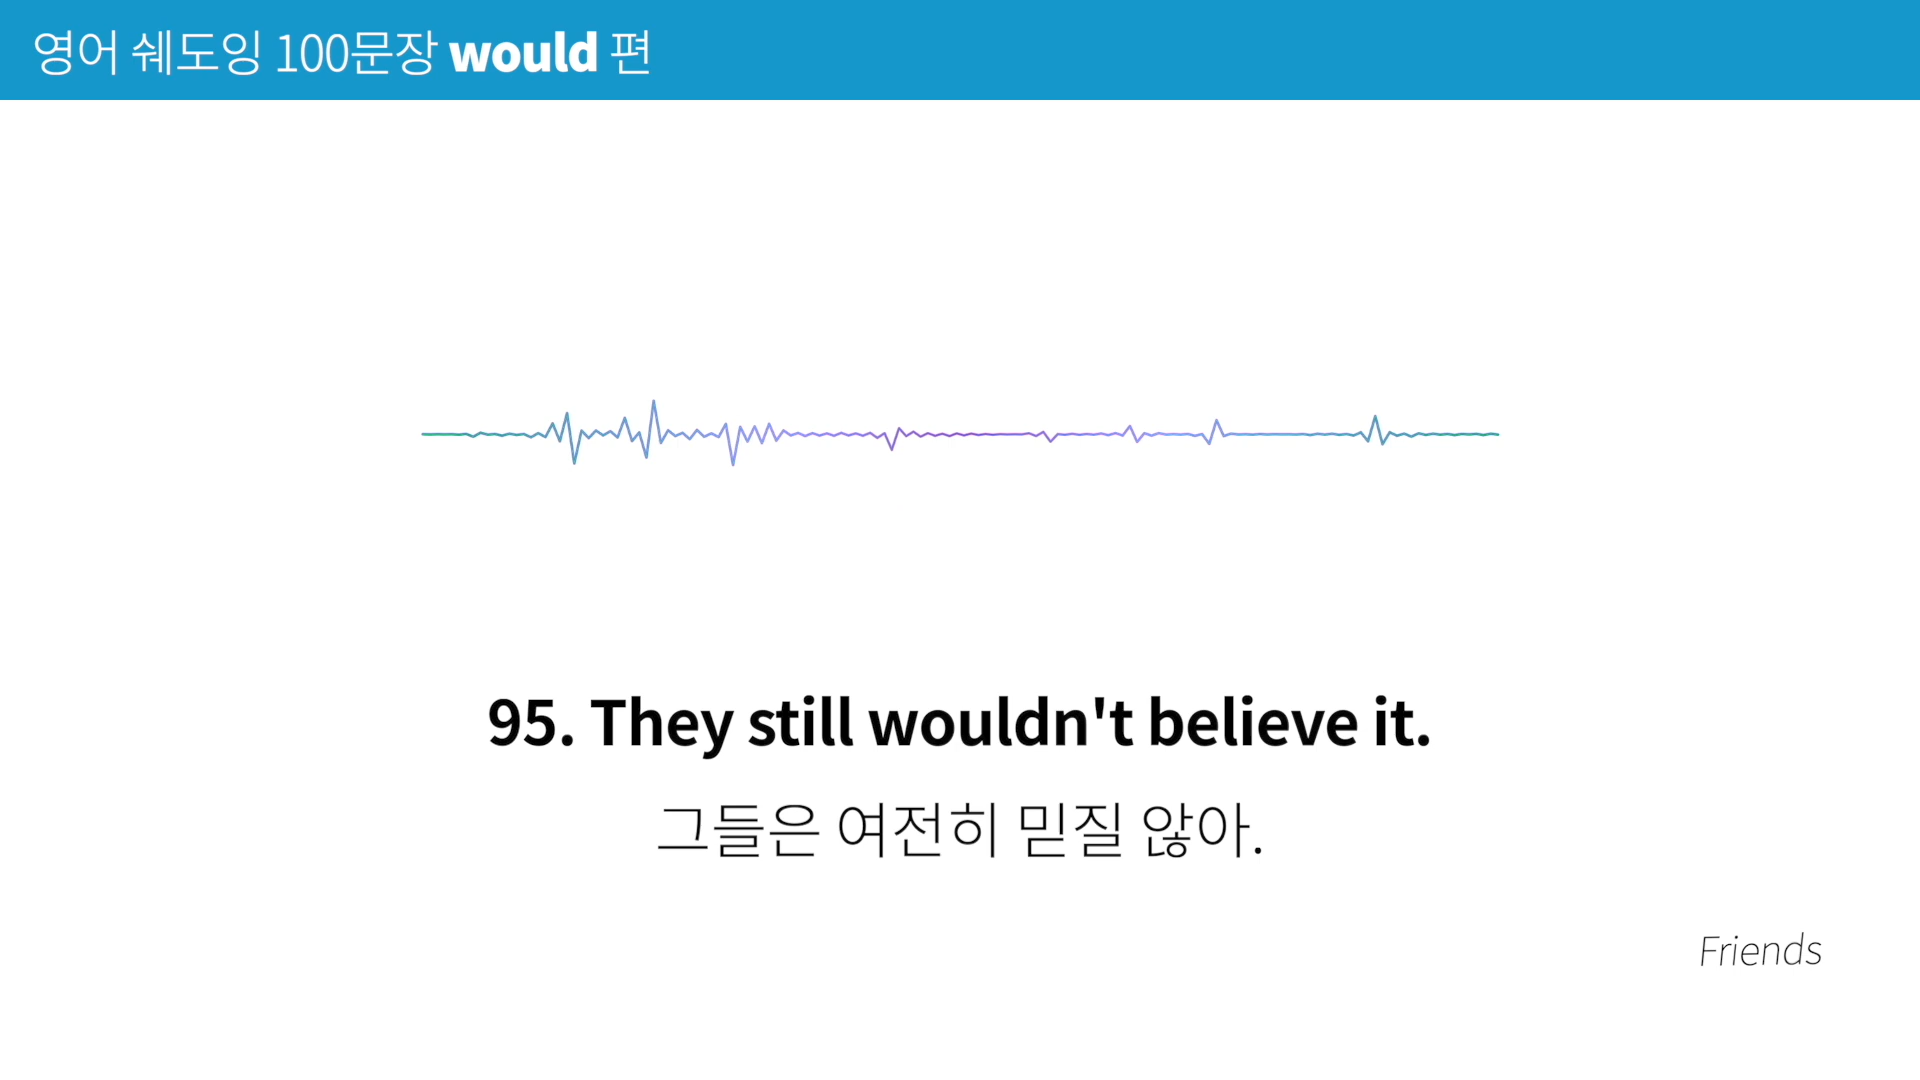 영어 쉐도잉 100문장 would 편
95. They still wouldn't believe it.
그들은 여전히 믿질 않아.
Friends